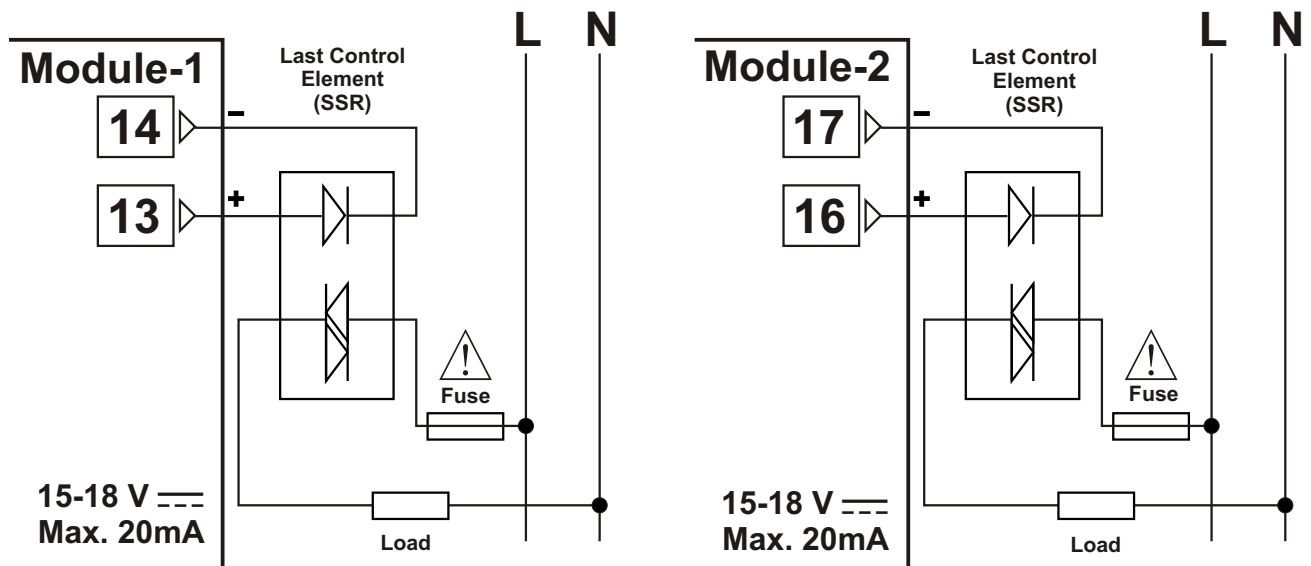 L N
Module-1
Last Control
Element
(SSR)
14
-
13
+
!
Fuse
15-18 V
Max. 20mA
Load
L N
Module-2
Last Control
Element
(SSR)
17
-
16
+
!
Fuse
15-18 V
Max. 20mA
Load